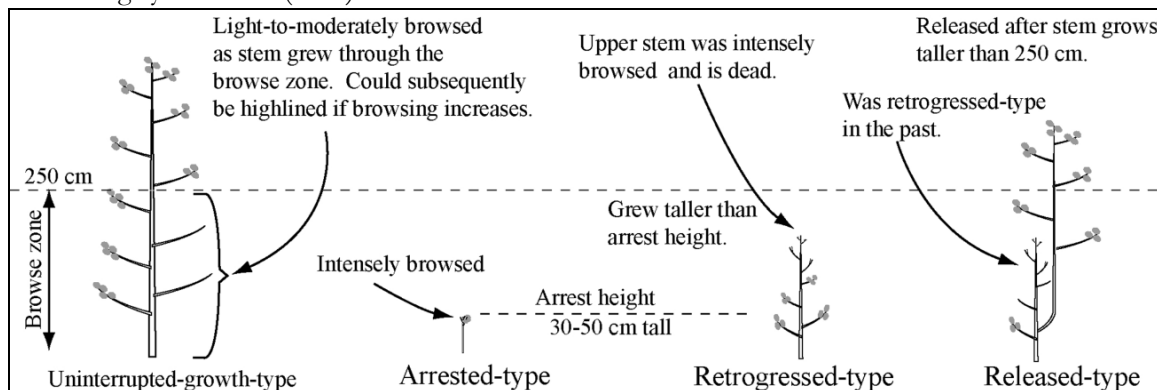 Light-to-moderately browsed
as stem grew through the
browse zone. Could subsequently
be highlined if browsing increases.
Upper stem was intensely
browsed and is dead.
Released after stem grows
taller than 250 cm.
Was retrogressed-type
in the past.
250 cm
Browse zone
Grew taller than
arrest height.
Intensely browsed
Arrest height
30-50 cm tall
Uninterrupted-growth-type
Arrested-type
Retrogressed-type
Released-type